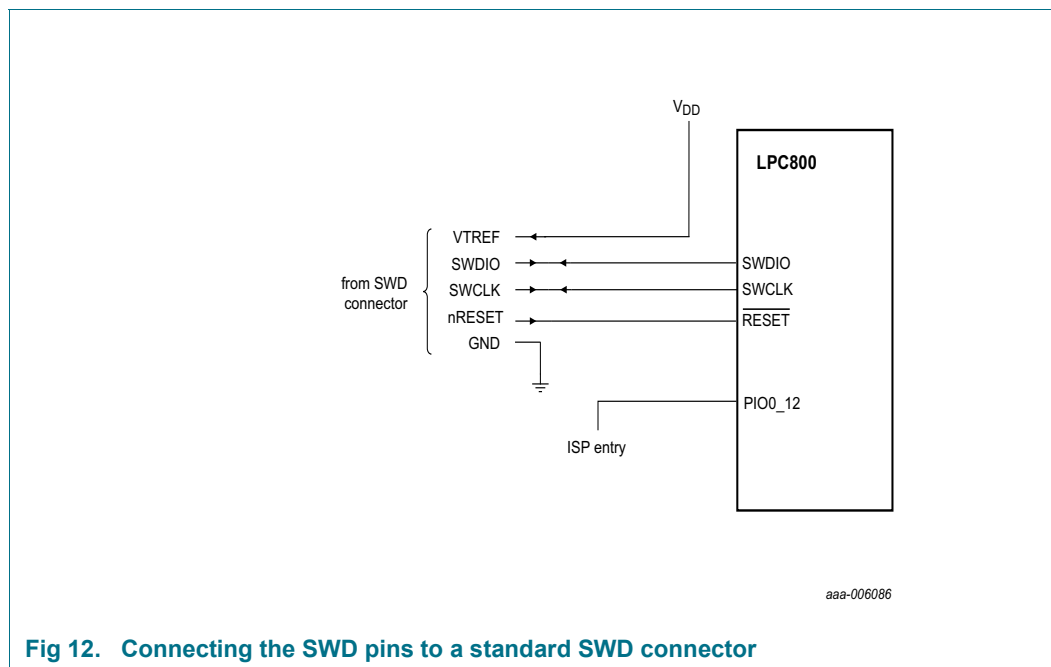 VDD
LPC800
VTREF
SWDIO
SWCLK
nRESET
GND
from SWD
connector
SWDIO
SWCLK
RESET
PIO0_12
ISP entry
aaa-006086
Fig 12. Connecting the SWD pins to a standard SWD connector